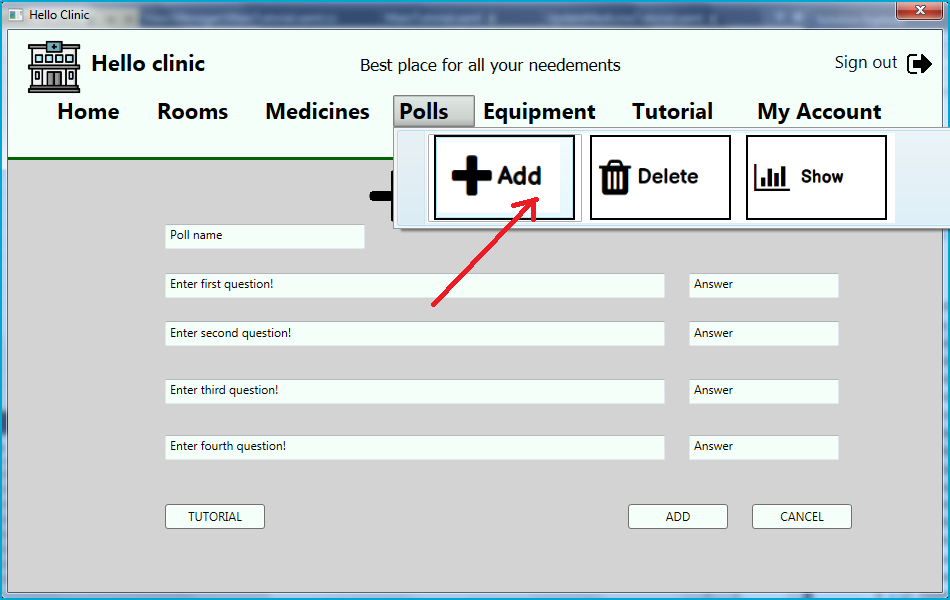 Hello Clinic
Hello clinic
Best place for all your needements
Sign out
Home Rooms Medicines Polls Equipment Tutorial My Account
Add Delete Show
Poll name
Enter first question! Answer
Enter second question! Answer
Enter third question! Answer
Enter fourth question! Answer
TUTORIAL ADD CANCEL